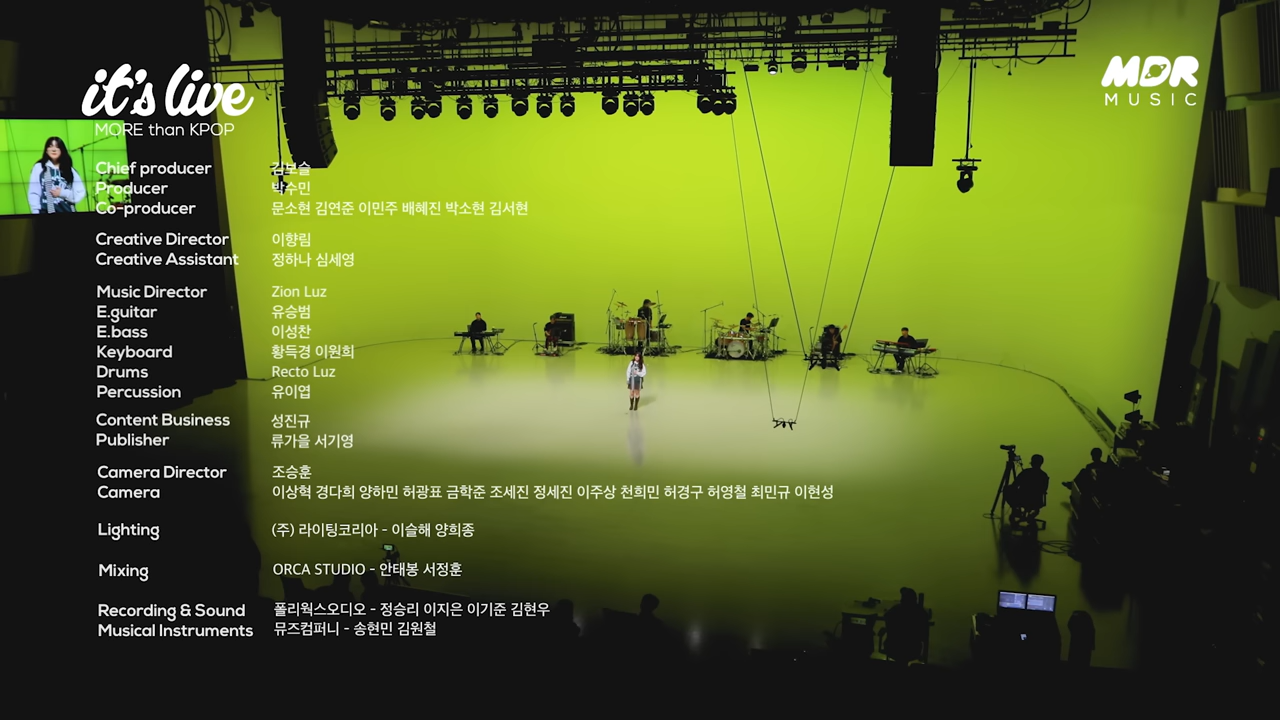 it's live
MORE than KPOP
MDR
MUSIC
Chief producer 김보슬
Producer 박수민
Co-producer 문소현 김연준 이민주 배혜진 박소현 김서현
Creative Director 이향림
Creative Assistant 정하나 심세영
Music Director Zion Luz
E.guitar 유승범
E.bass 이성찬
Keyboard 황득경 이원희
Drums Recto Luz
Percussion 유이엽
Content Business 성진규
Publisher 류가을 서기영
Camera Director 조승훈
Camera 이상혁 경다희 양하민 허광표 금학준 조세진 정세진 이주상 천희민 허경구 허영철 최민규 이현성
Lighting (주) 라이팅코리아 - 이슬해 양희종
Mixing ORCA STUDIO - 안태봉 서정훈
Recording & Sound 폴리웍스오디오 - 정승리 이지은 이기준 김현우
Musical Instruments 뮤즈컴퍼니 - 송현민 김원철